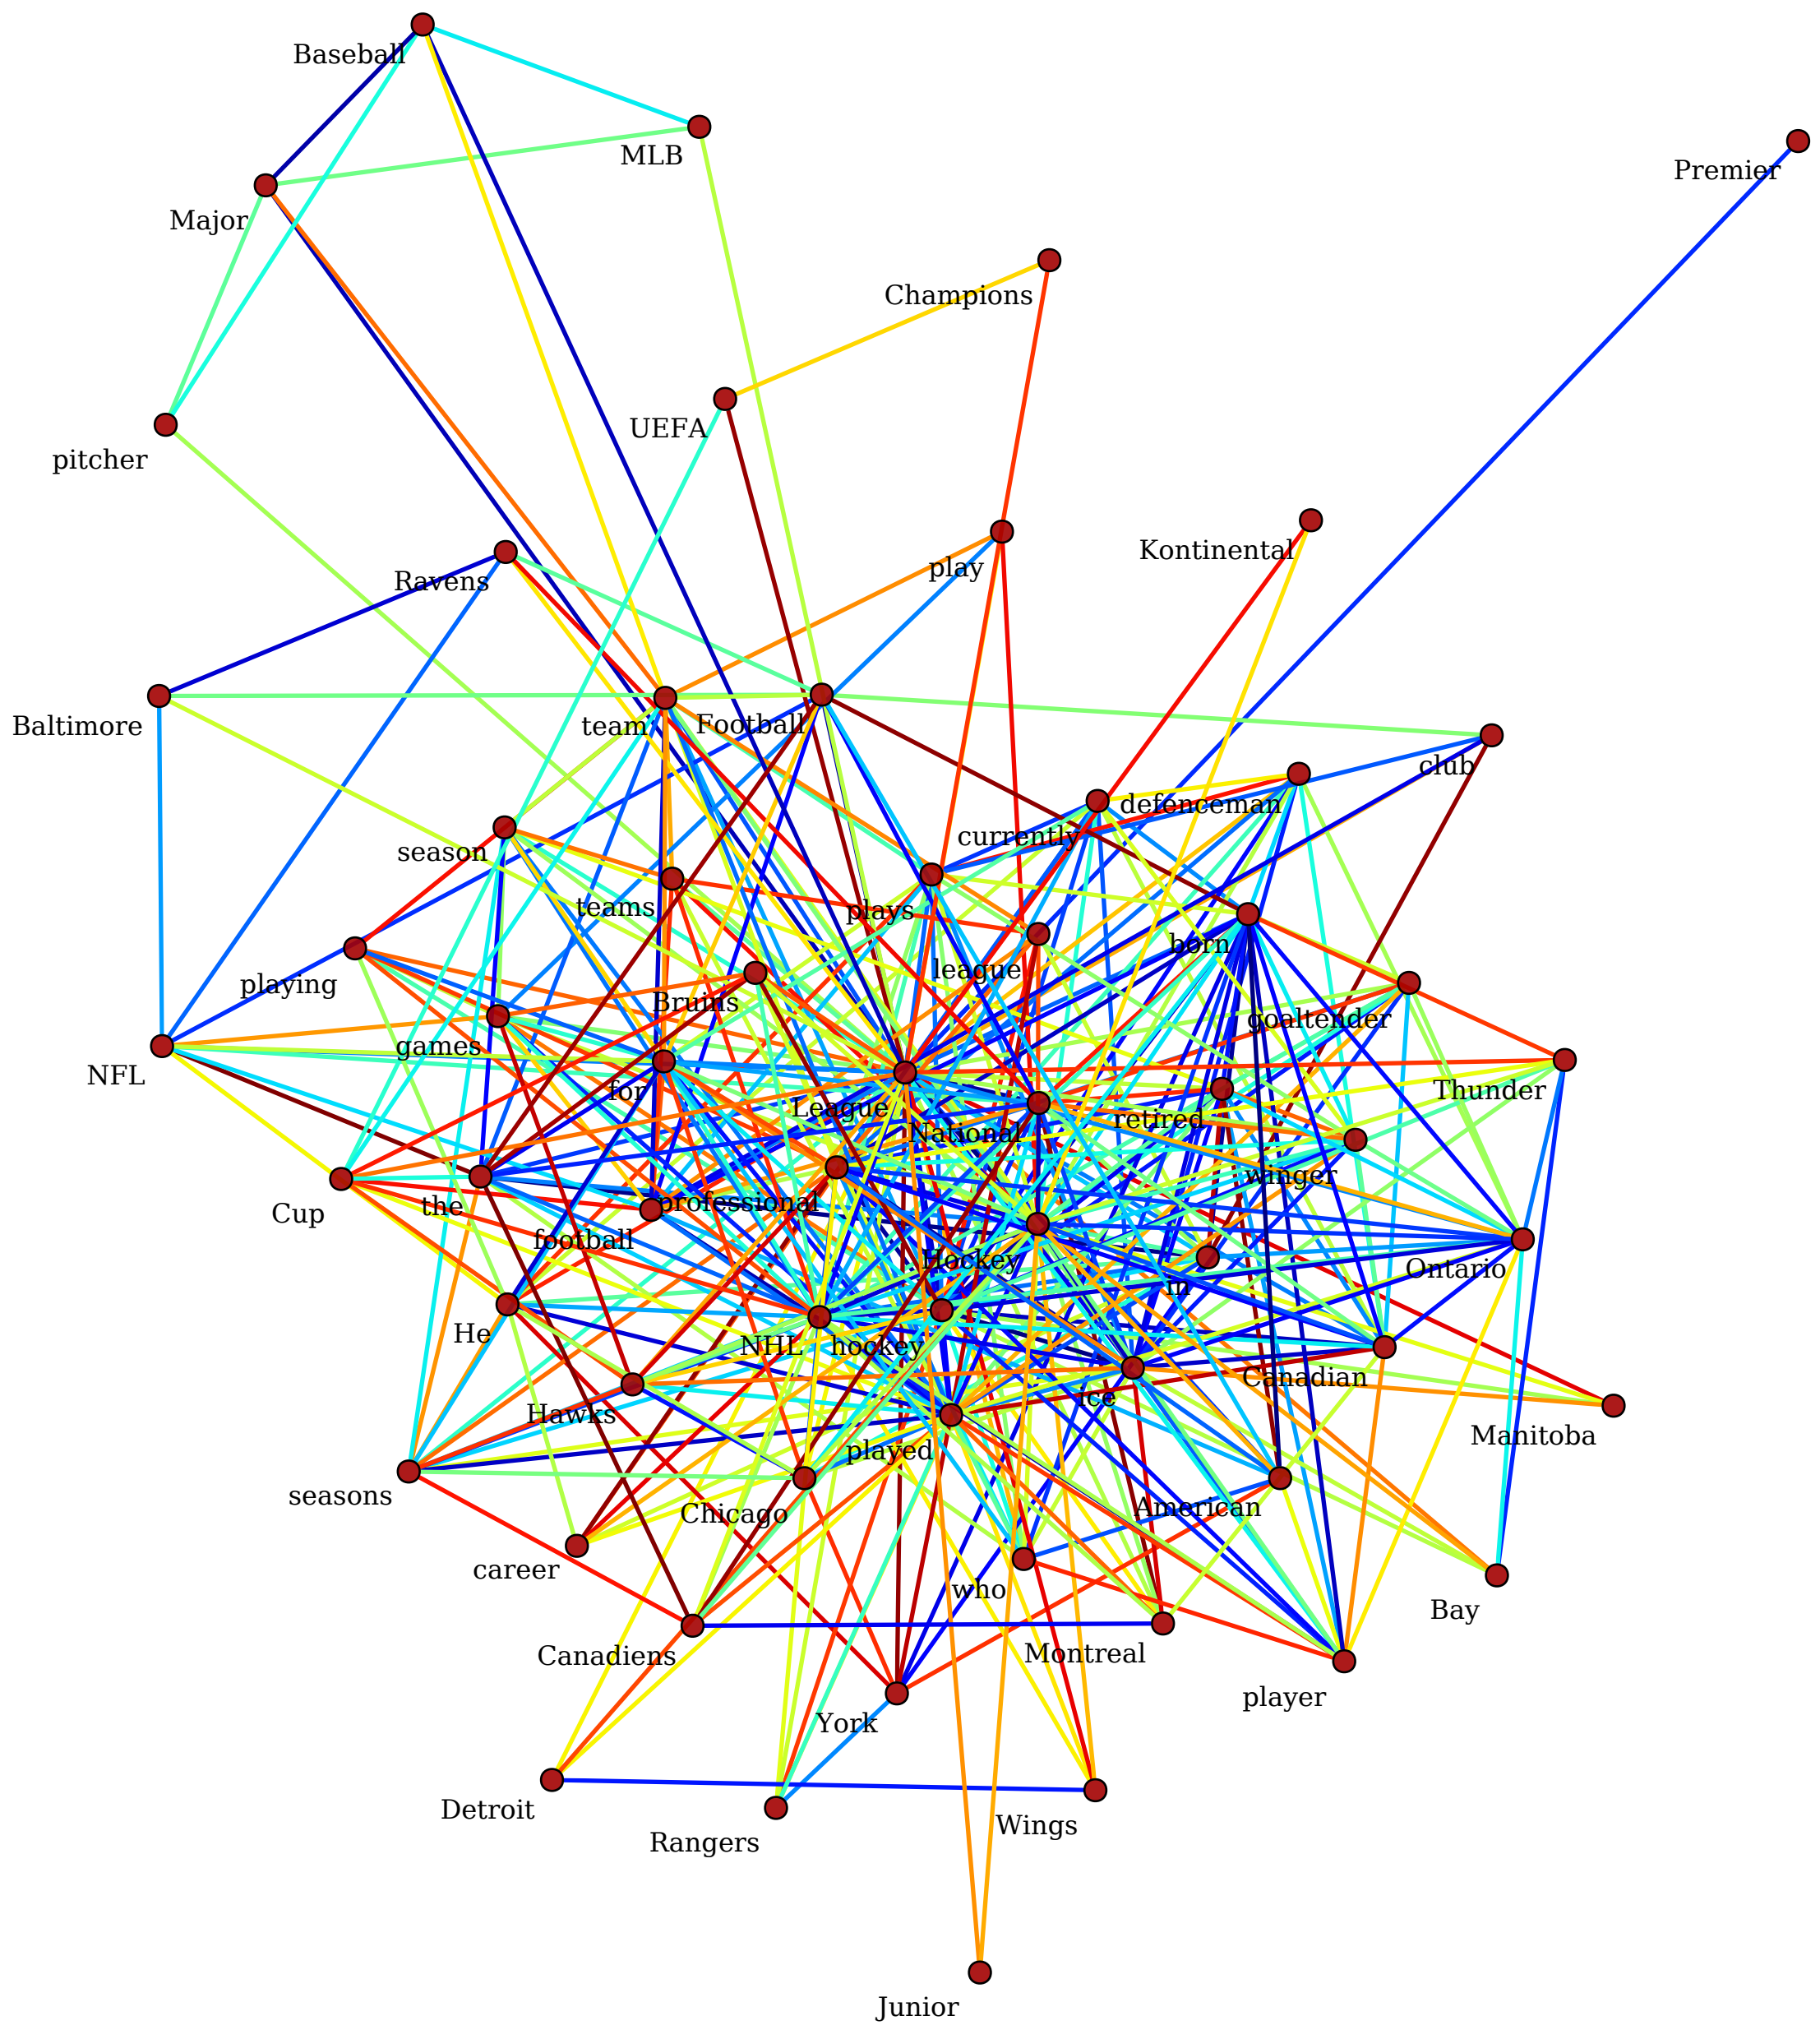 Baseball
MLB
Premier
Major
Champions
UEFA
pitcher
Kontinental
play
Ravens
Baltimore
team
Football
club
defenceman
currently
season
teams
plays
born
league
playing
Bruins
goaltender
games
NFL
for
Thunder
League
retired
National
winger
professional
the
Cup
football
Hockey
Ontario
in
He
NHL
hockey
Canadian
ice
Hawks
Manitoba
played
seasons
Chicago
American
career
who
Bay
Canadiens
Montreal
player
York
Detroit
Wings
Rangers
Junior